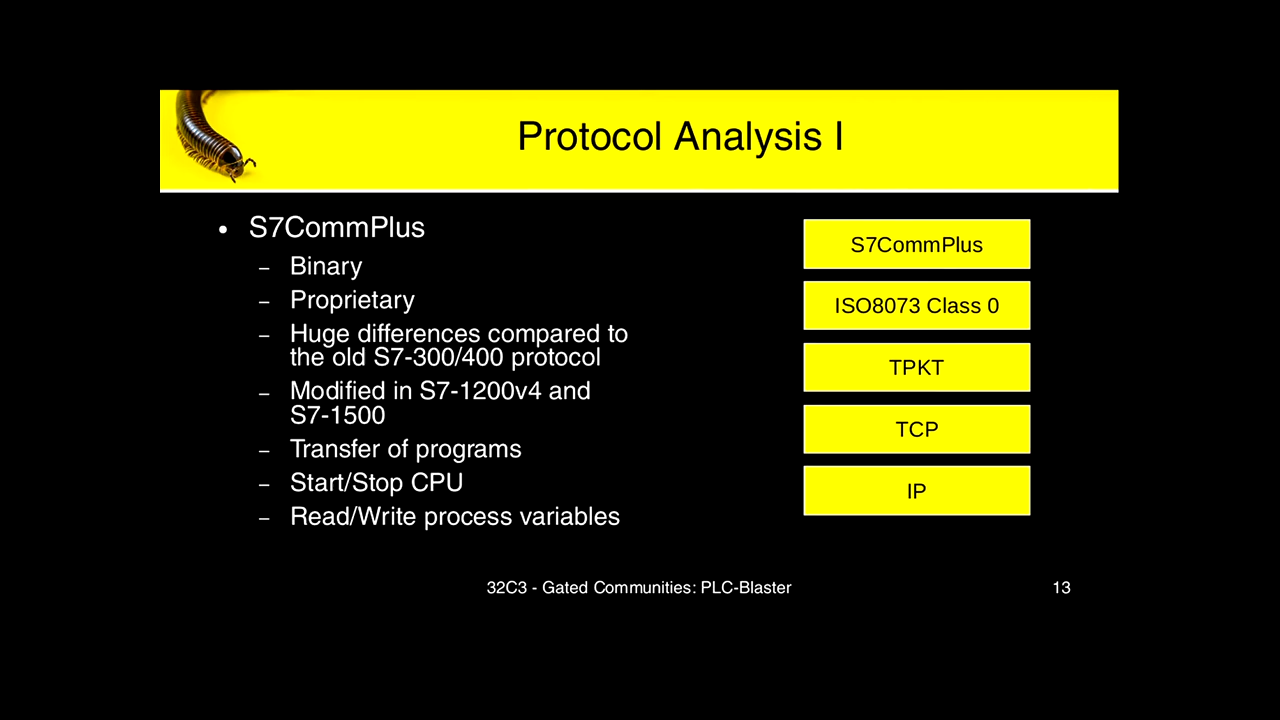 Protocol Analysis I
• S7CommPlus
– Binary
– Proprietary
– Huge differences compared to
the old S7-300/400 protocol
– Modified in S7-1200v4 and
S7-1500
– Transfer of programs
– Start/Stop CPU
– Read/Write process variables
S7CommPlus
ISO8073 Class 0
TPKT
TCP
IP
32C3 - Gated Communities: PLC-Blaster
13